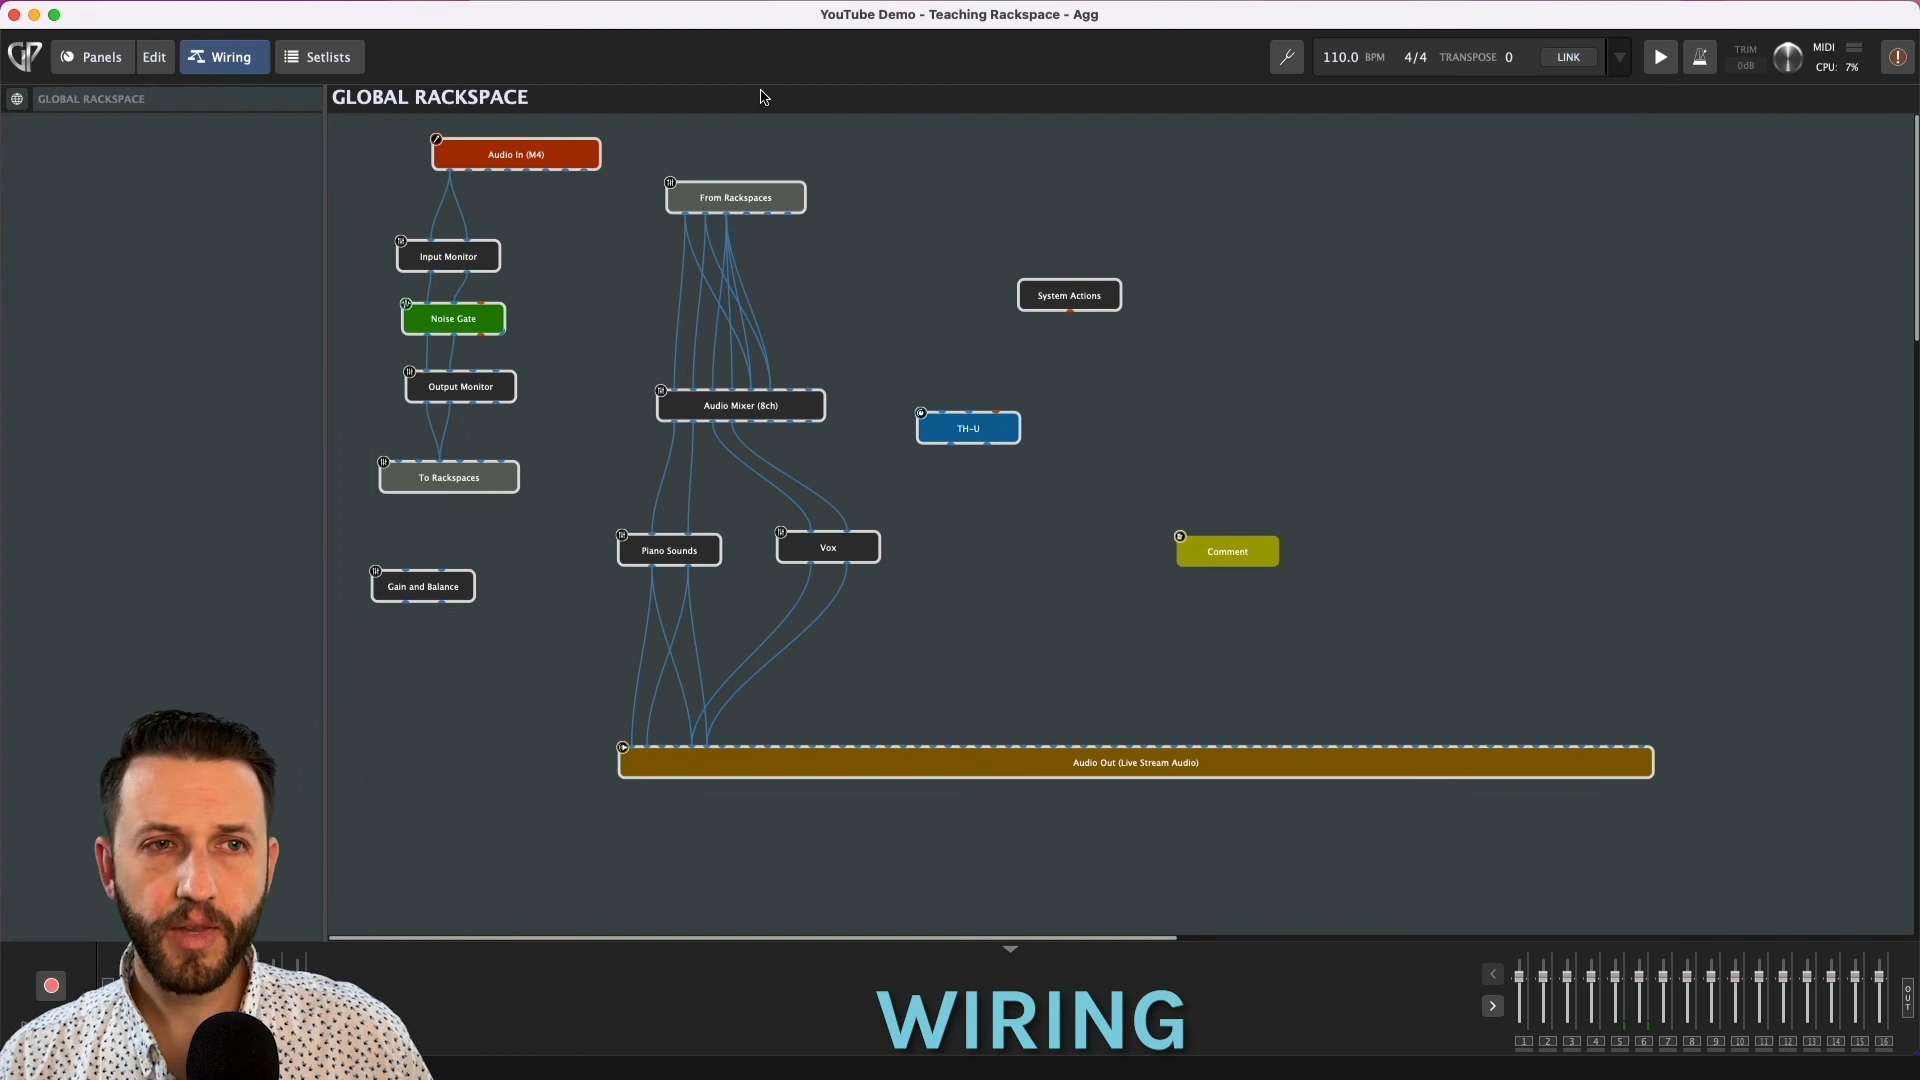 YouTube Demo - Teaching Rackspace - Agg
Panels
Edit
Wiring
Setlists
110.0 BPM 4/4 TRANSPOSE 0 LINK
TRIM
0dB
MIDI
CPU: 7%
GLOBAL RACKSPACE
GLOBAL RACKSPACE
Audio In (M4)
From Rackspaces
Input Monitor
System Actions
Noise Gate
Output Monitor
Audio Mixer (8ch)
TH-U
To Rackspaces
Piano Sounds
Vox
Comment
Gain and Balance
Audio Out (Live Stream Audio)
WIRING
OUT
1 2 3 4 5 6 7 8 9 10 11 12 13 14 15 16